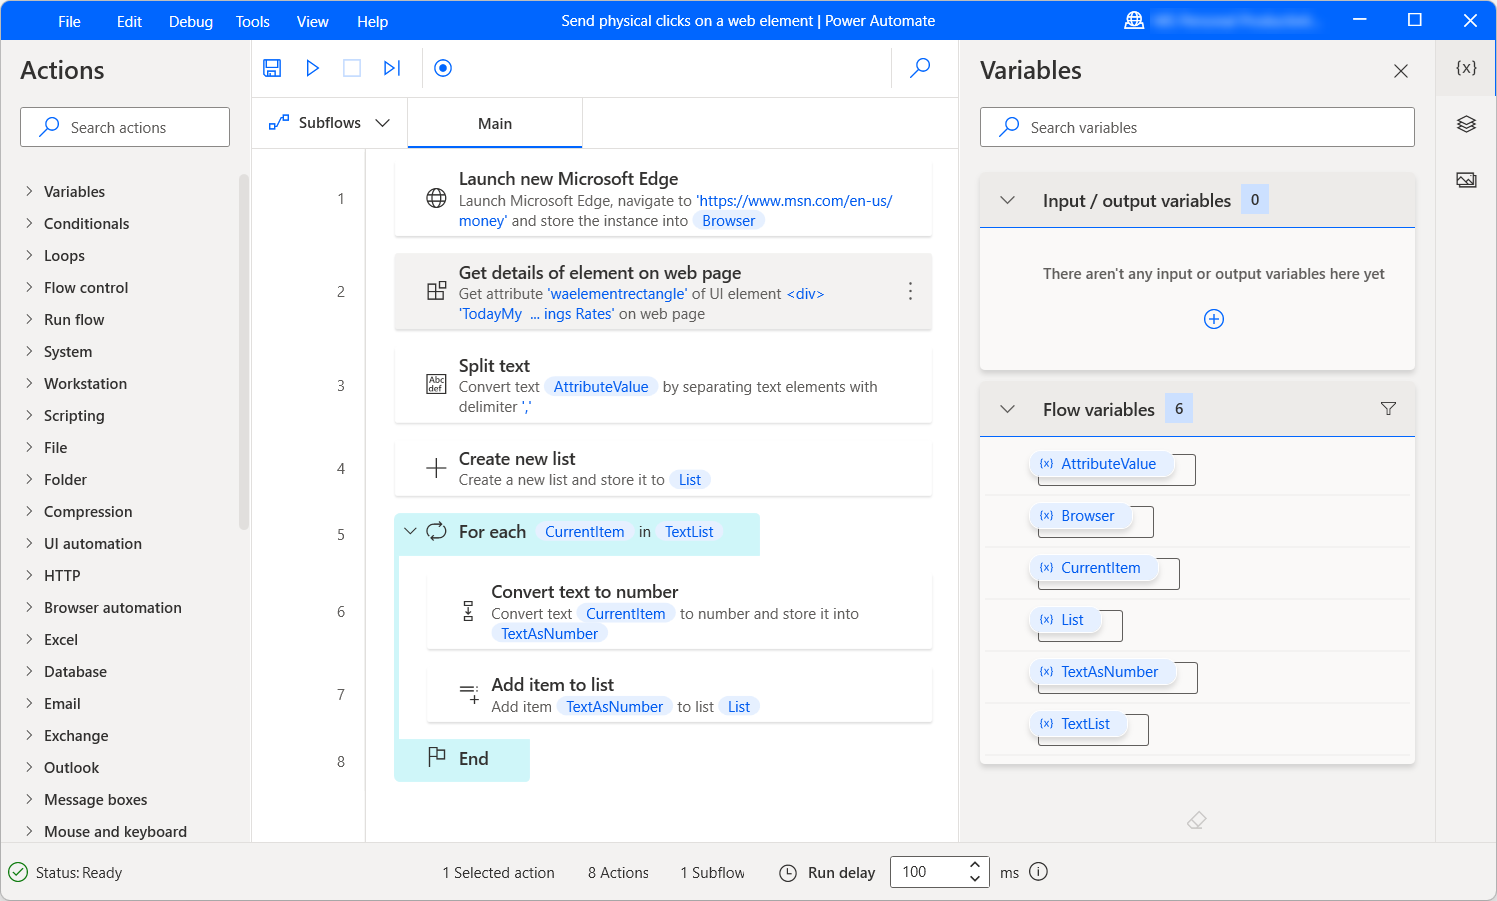 File Edit Debug Tools View Help
Send physical clicks on a web element | Power Automate
Actions
Search actions
Variables
Conditionals
Loops
Flow control
Run flow
System
Workstation
Scripting
File
Folder
Compression
UI automation
HTTP
Browser automation
Excel
Database
Email
Exchange
Outlook
Message boxes
Mouse and keyboard
Subflows
Main
1
Launch new Microsoft Edge
Launch Microsoft Edge, navigate to 'https://www.msn.com/en-us/
money' and store the instance into Browser
2
Get details of element on web page
Get attribute 'waelementrectangle' of UI element <div>
'TodayMy ... ings Rates' on web page
3
Abc
def
Split text
Convert text AttributeValue by separating text elements with
delimiter ','
4
Create new list
Create a new list and store it to List
5
For each CurrentItem in TextList
6
Convert text to number
Convert text CurrentItem to number and store it into
TextAsNumber
7
Add item to list
Add item TextAsNumber to list List
8
End
Variables
Search variables
Input / output variables 0
There aren't any input or output variables here yet
Flow variables 6
{x} AttributeValue
{x} Browser
{x} CurrentItem
{x} List
{x} TextAsNumber
{x} TextList
{x}
Status: Ready
1 Selected action
8 Actions
1 Subflow
Run delay 100 ms